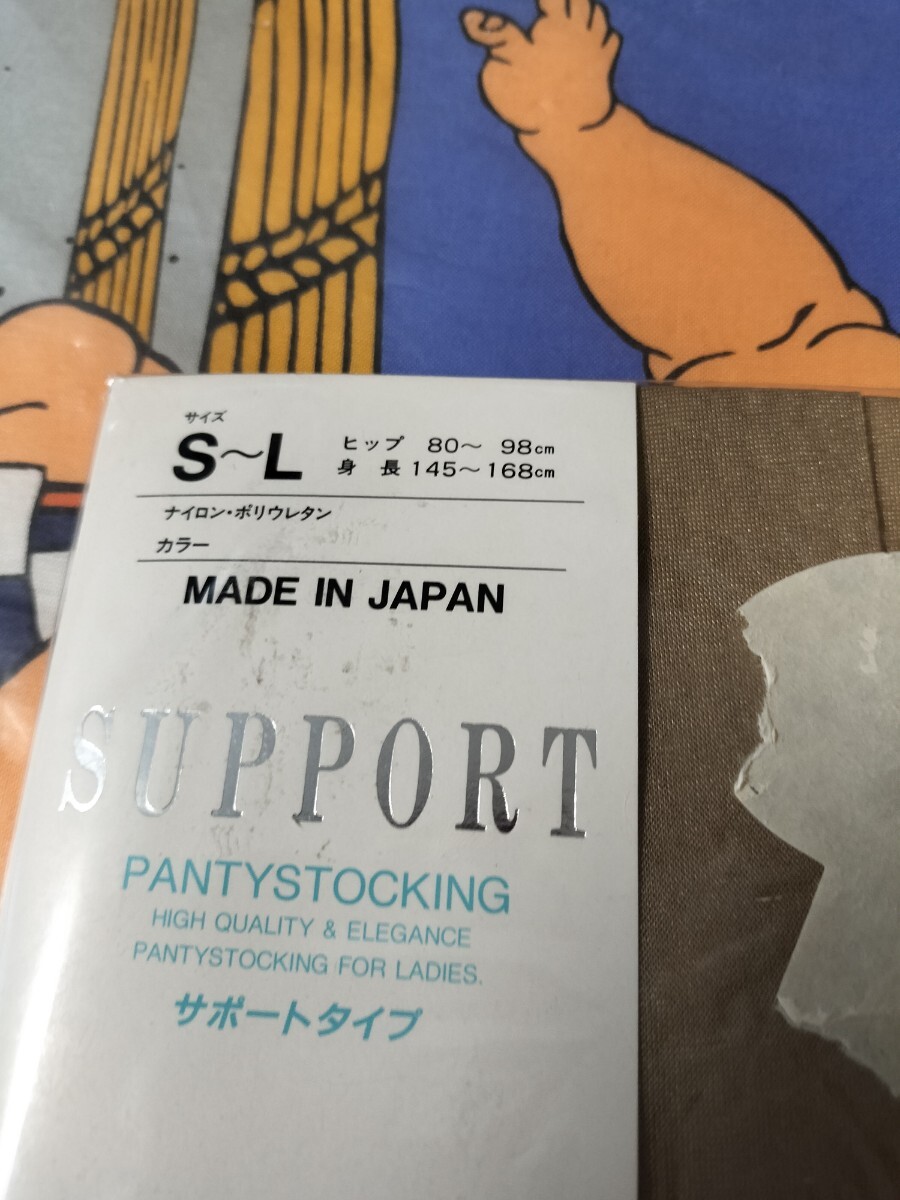 サイズ
S～L
ヒップ 80～ 98cm
身 長 145～168cm
ナイロン・ポリウレタン
カラー
MADE IN JAPAN
SUPPORT
PANTYSTOCKING
HIGH QUALITY & ELEGANCE
PANTYSTOCKING FOR LADIES.
サポートタイプ